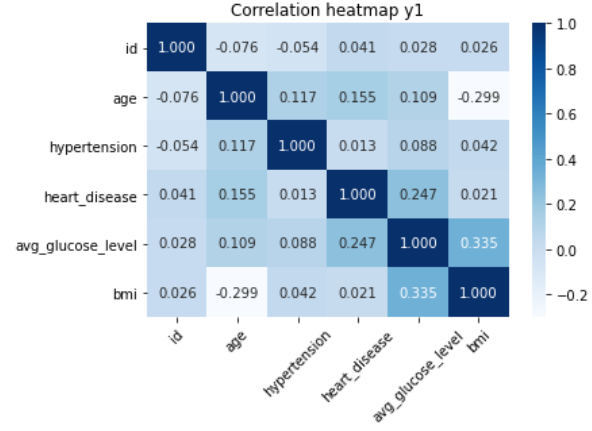 Correlation heatmap y1
id 1.000 -0.076 -0.054 0.041 0.028 0.026
age -0.076 1.000 0.117 0.155 0.109 -0.299
hypertension -0.054 0.117 1.000 0.013 0.088 0.042
heart_disease 0.041 0.155 0.013 1.000 0.247 0.021
avg_glucose_level 0.028 0.109 0.088 0.247 1.000 0.335
bmi 0.026 -0.299 0.042 0.021 0.335 1.000
id age hypertension heart_disease avg_glucose_level bmi
1.0
0.8
0.6
0.4
0.2
0.0
−0.2